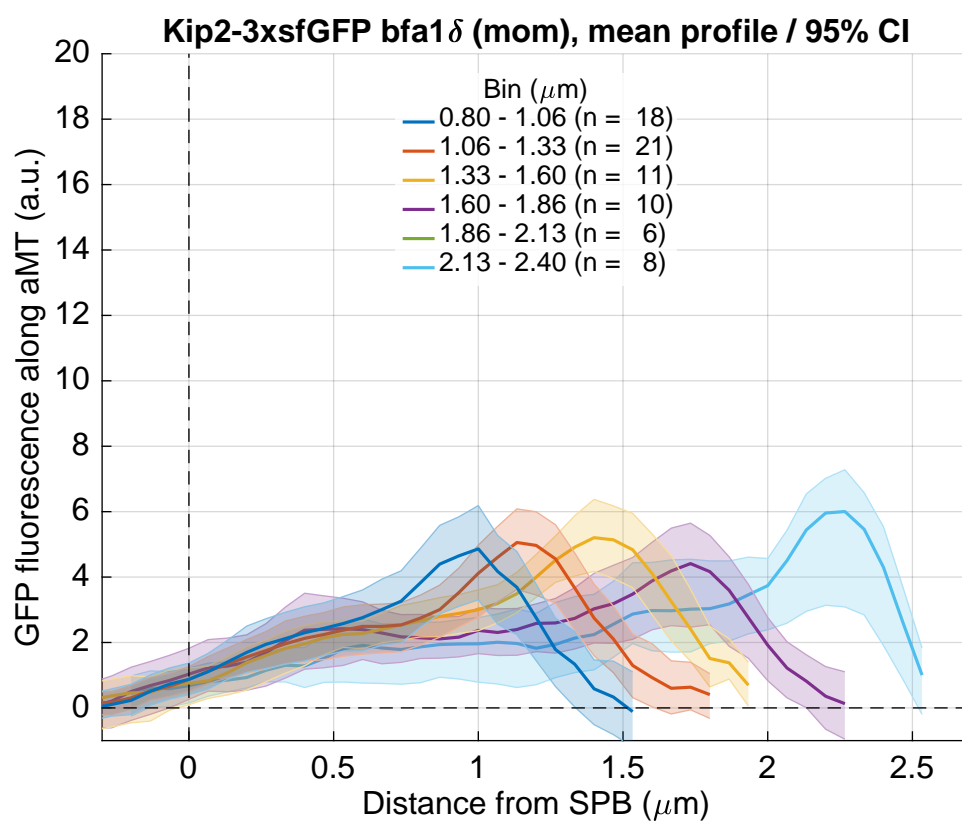 Kip2-3xsfGFP bfa1δ (mom), mean profile / 95% CI
GFP fluorescence along aMT (a.u.)
20
18
16
14
12
10
8
6
4
2
0
Bin (μm)
0.80 - 1.06 (n = 18)
1.06 - 1.33 (n = 21)
1.33 - 1.60 (n = 11)
1.60 - 1.86 (n = 10)
1.86 - 2.13 (n = 6)
2.13 - 2.40 (n = 8)
0 0.5 1 1.5 2 2.5
Distance from SPB (μm)